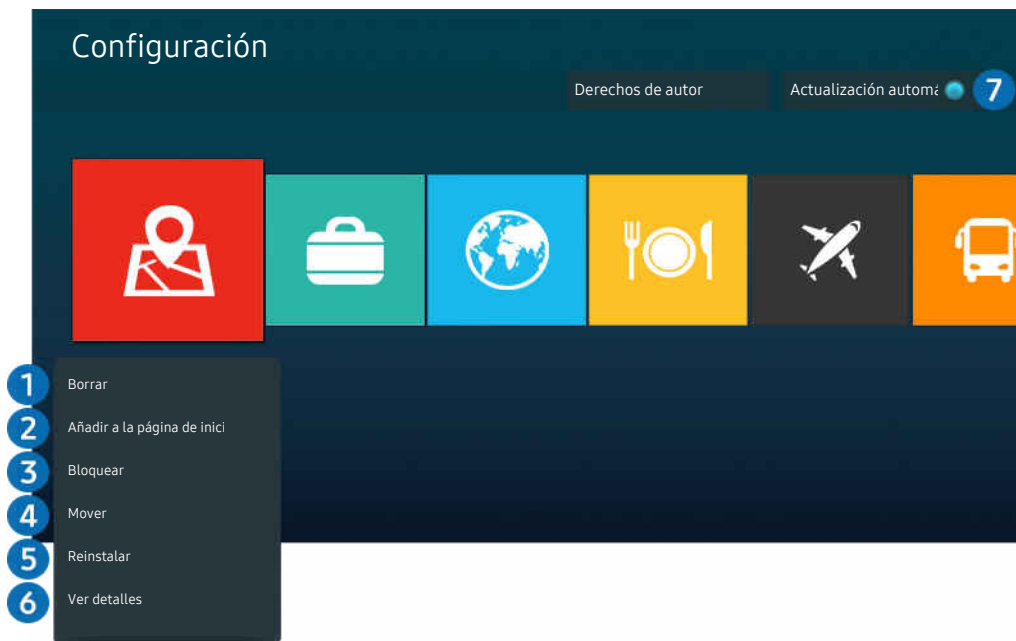 Configuración
Derechos de autor
Actualización automá
7
1
Borrar
2
Añadir a la página de inici
3
Bloquear
4
Mover
5
Reinstalar
6
Ver detalles